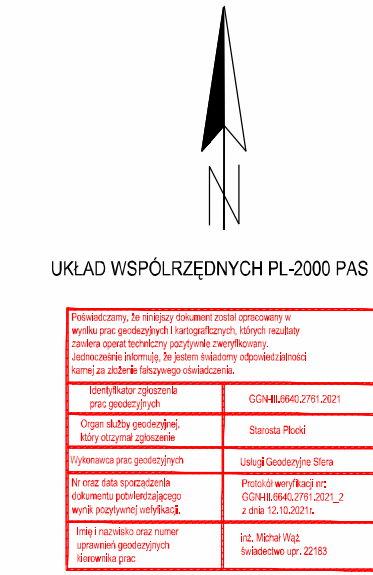 N
UKŁAD WSPÓŁRZĘDNYCH PL-2000 PAS
Poświadczamy, że niniejszy dokument został opracowany w
wyniku prac geodezyjnych i kartograficznych, których rezultaty
zawiera operat techniczny pozytywnie zweryfikowany.
Jednocześnie informuję, że jestem świadomy odpowiedzialności
karnej za złożenie fałszywego oświadczenia.
Identyfikator zgłoszenia
prac geodezyjnych
GGN-III.6640.2761.2021
Organ służby geodezyjnej,
który otrzymał zgłoszenie
Starosta Płocki
Wykonawca prac geodezyjnych
Usługi Geodezyjne Sfera
Nr oraz data sporządzenia
dokumentu potwierdzającego
wynik pozytywnej wefyikacji.
Protokół weryfikacji nr:
GGN-III.6640.2761.2021_2
z dnia 12.10.2021r.
Imię i nazwisko oraz numer
uprawnień geodezyjnych
kierownika prac
inż. Michał Wąż
świadectwo upr. 22183